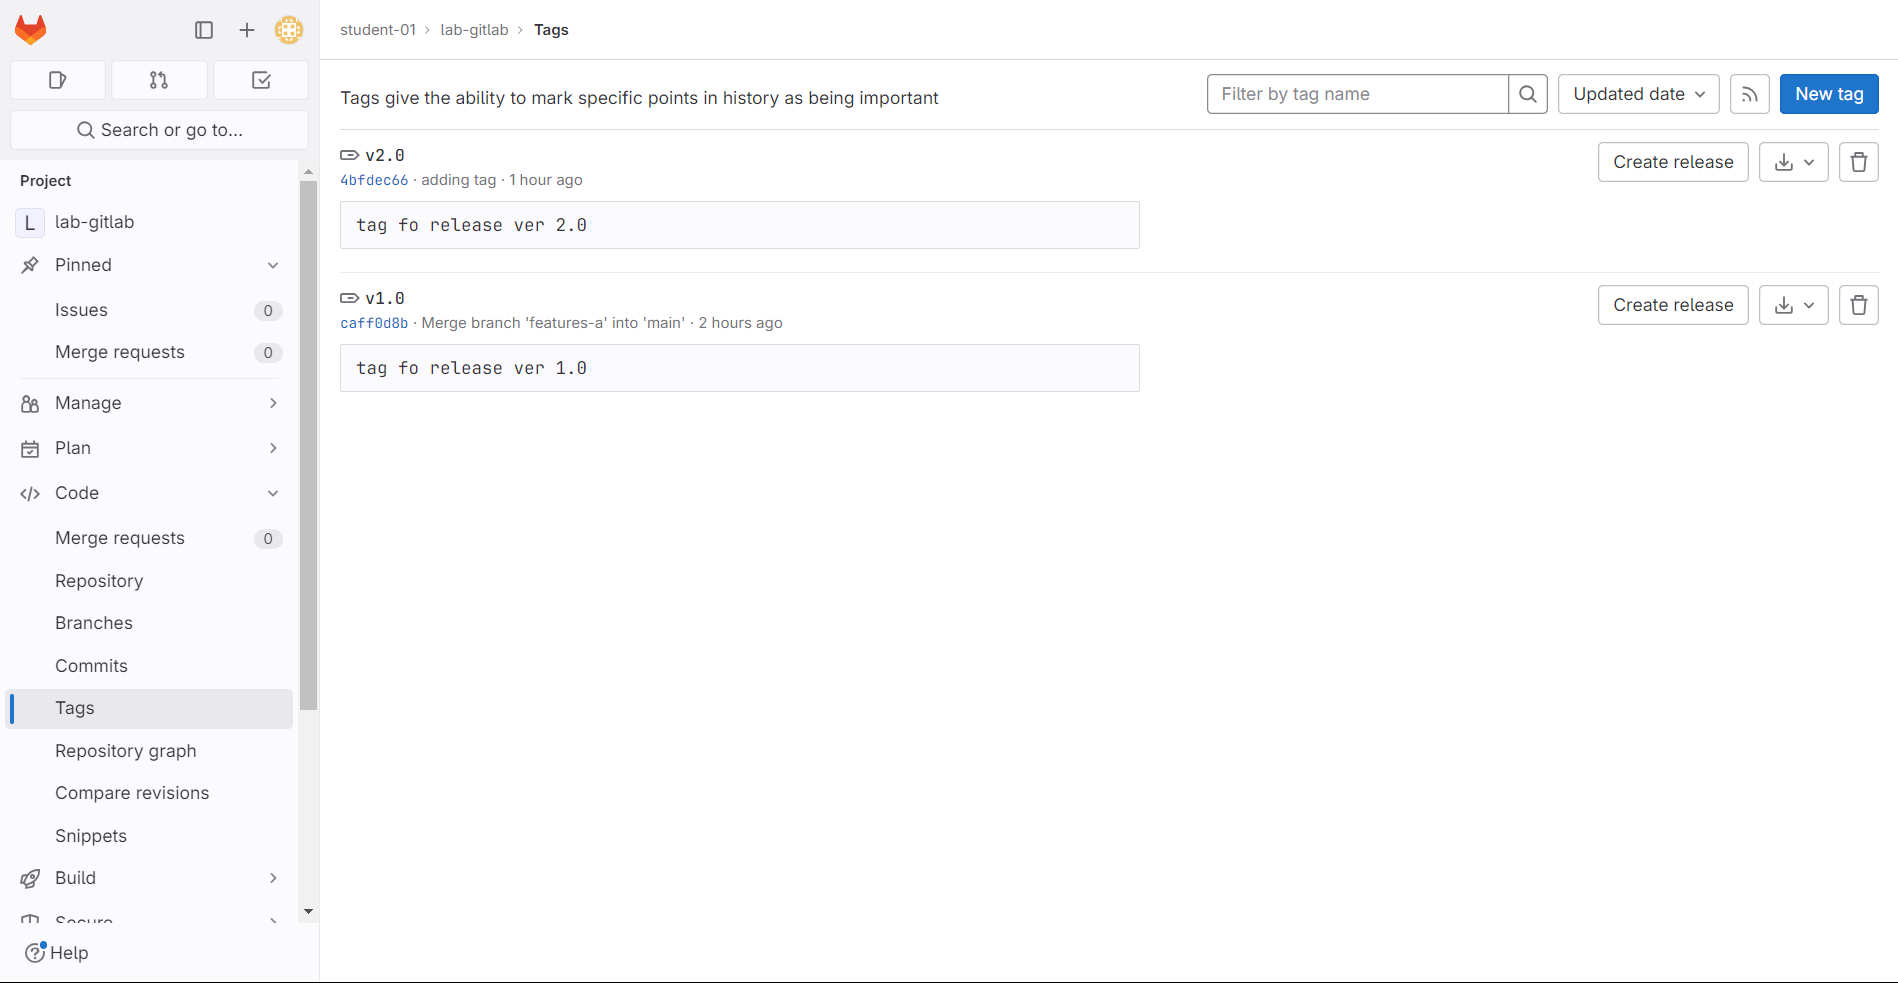 student-01 › lab-gitlab › Tags
Search or go to...
Project
L lab-gitlab
Pinned
Issues 0
Merge requests 0
Manage
Plan
Code
Merge requests 0
Repository
Branches
Commits
Tags
Repository graph
Compare revisions
Snippets
Build
Secure
Help
Tags give the ability to mark specific points in history as being important
Filter by tag name
Updated date
New tag
v2.0
4bfdec66 · adding tag · 1 hour ago
tag fo release ver 2.0
Create release
v1.0
caff0d8b · Merge branch 'features-a' into 'main' · 2 hours ago
tag fo release ver 1.0
Create release